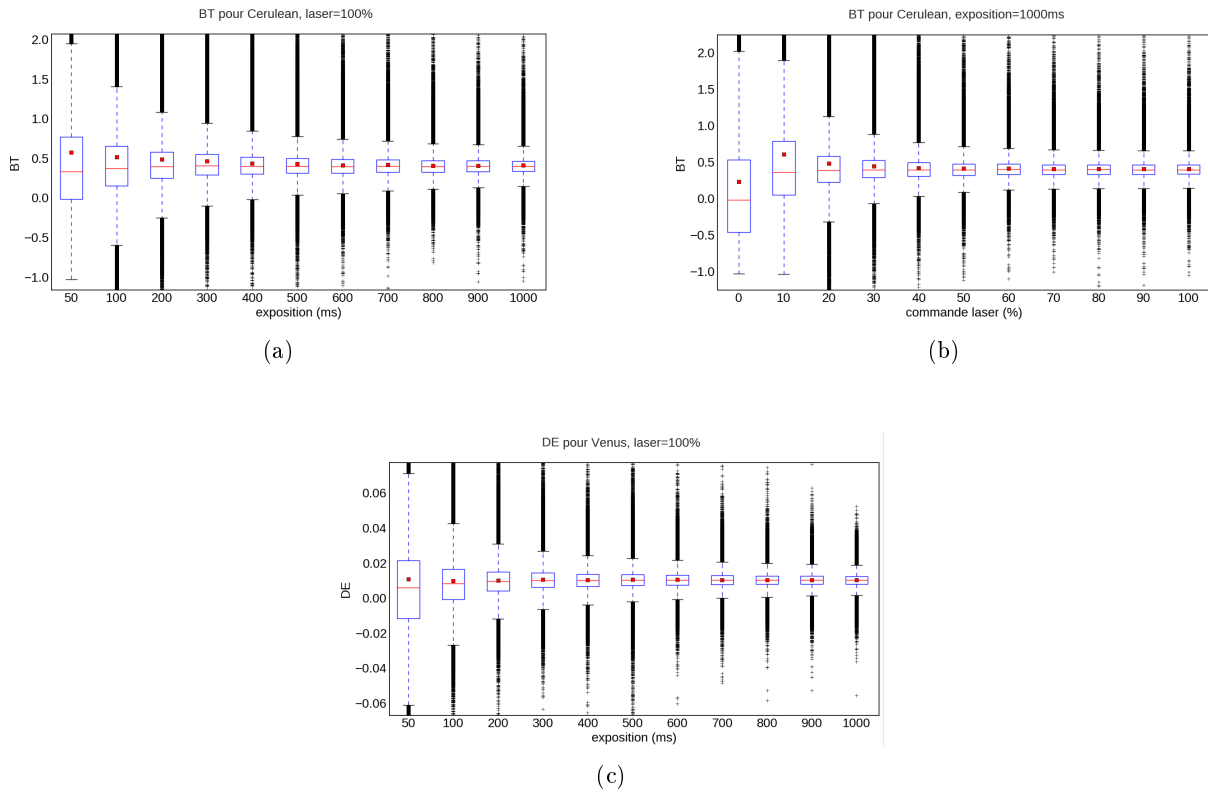 BT pour Cerulean, laser=100%
2.0
1.5
1.0
0.5
0.0
−0.5
−1.0
BT
50 100 200 300 400 500 600 700 800 900 1000
exposition (ms)
(a)
BT pour Cerulean, exposition=1000ms
2.0
1.5
1.0
0.5
0.0
−0.5
−1.0
BT
0 10 20 30 40 50 60 70 80 90 100
commande laser (%)
(b)
DE pour Venus, laser=100%
0.06
0.04
0.02
0.00
−0.02
−0.04
−0.06
DE
50 100 200 300 400 500 600 700 800 900 1000
exposition (ms)
(c)